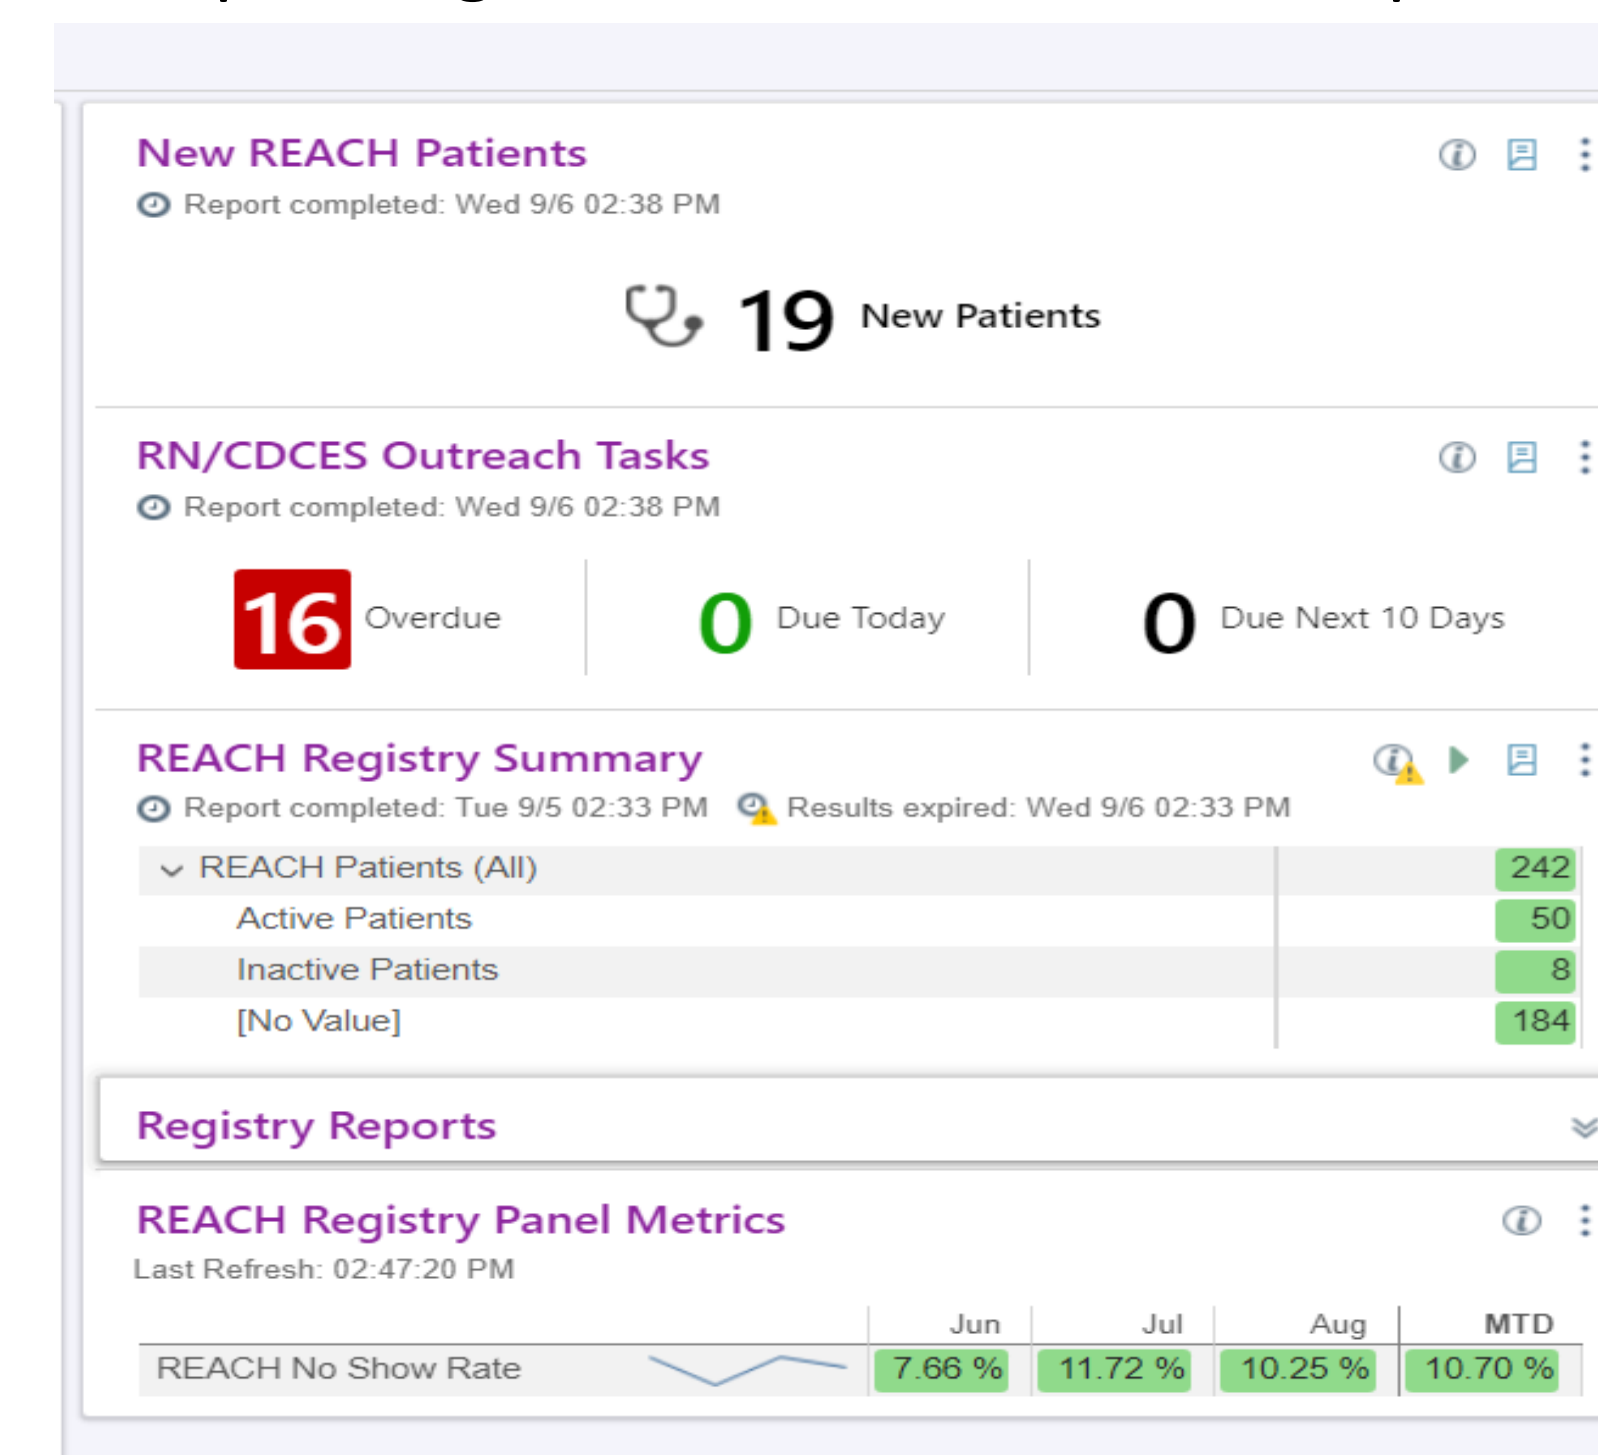 New REACH Patients
Report completed: Wed 9/6 02:38 PM
19 New Patients
RN/CDCES Outreach Tasks
Report completed: Wed 9/6 02:38 PM
16 Overdue 0 Due Today 0 Due Next 10 Days
REACH Registry Summary
Report completed: Tue 9/5 02:33 PM Results expired: Wed 9/6 02:33 PM
REACH Patients (All) 242
Active Patients 50
Inactive Patients 8
[No Value] 184
Registry Reports
REACH Registry Panel Metrics
Last Refresh: 02:47:20 PM
Jun Jul Aug MTD
REACH No Show Rate 7.66 % 11.72 % 10.25 % 10.70 %